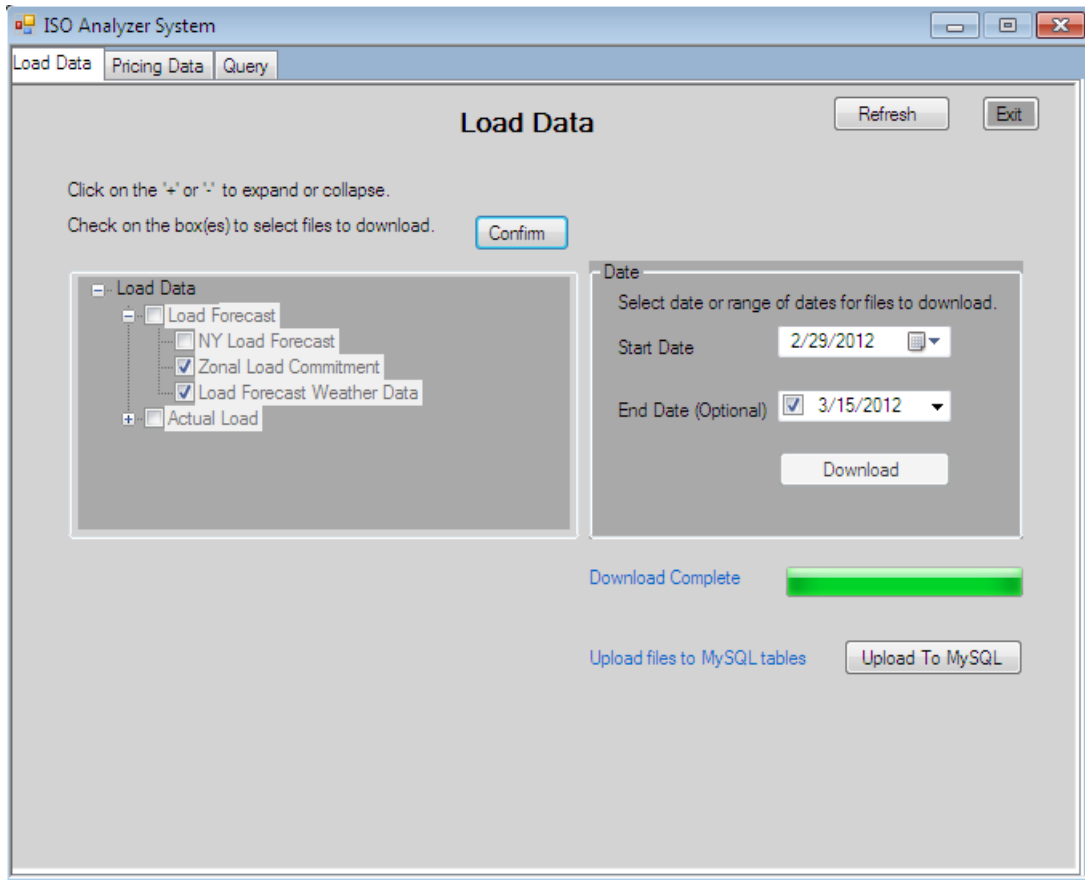 ISO Analyzer System
Load Data Pricing Data Query
Load Data
Refresh
Exit
Click on the '+' or '-' to expand or collapse.
Check on the box(es) to select files to download.
Confirm
Load Data
Load Forecast
NY Load Forecast
Zonal Load Commitment
Load Forecast Weather Data
Actual Load
Date
Select date or range of dates for files to download.
Start Date 2/29/2012
End Date (Optional) 3/15/2012
Download
Download Complete
Upload files to MySQL tables Upload To MySQL